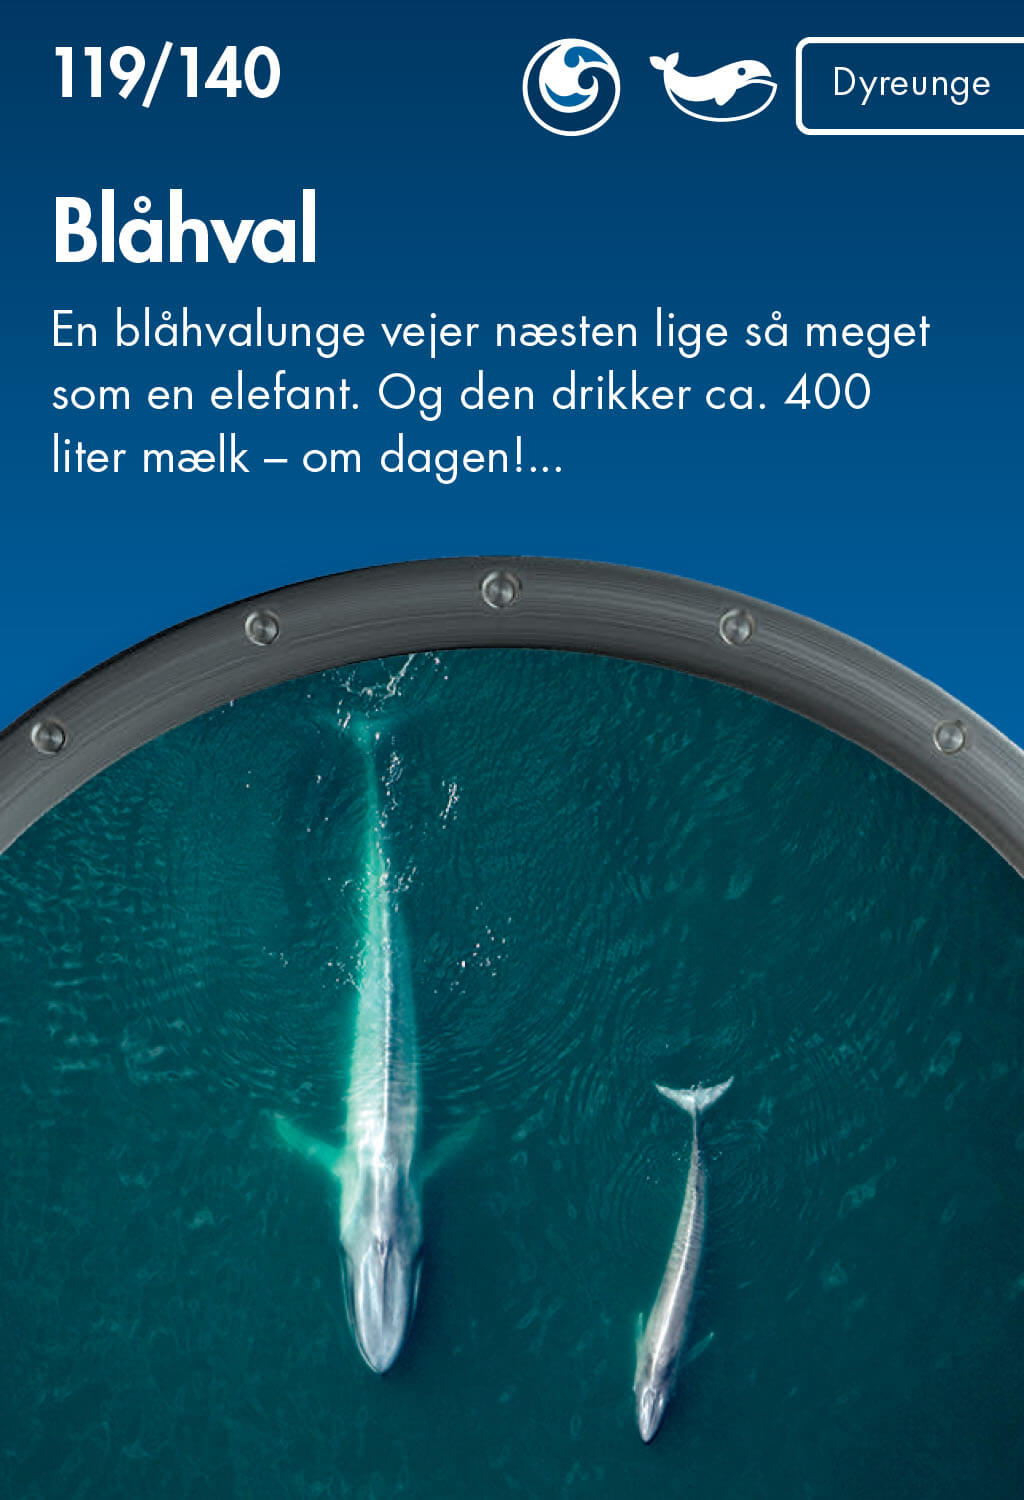 119/140
Dyreunge
Blåhval
En blåhvalunge vejer næsten lige så meget
som en elefant. Og den drikker ca. 400
liter mælk – om dagen!...